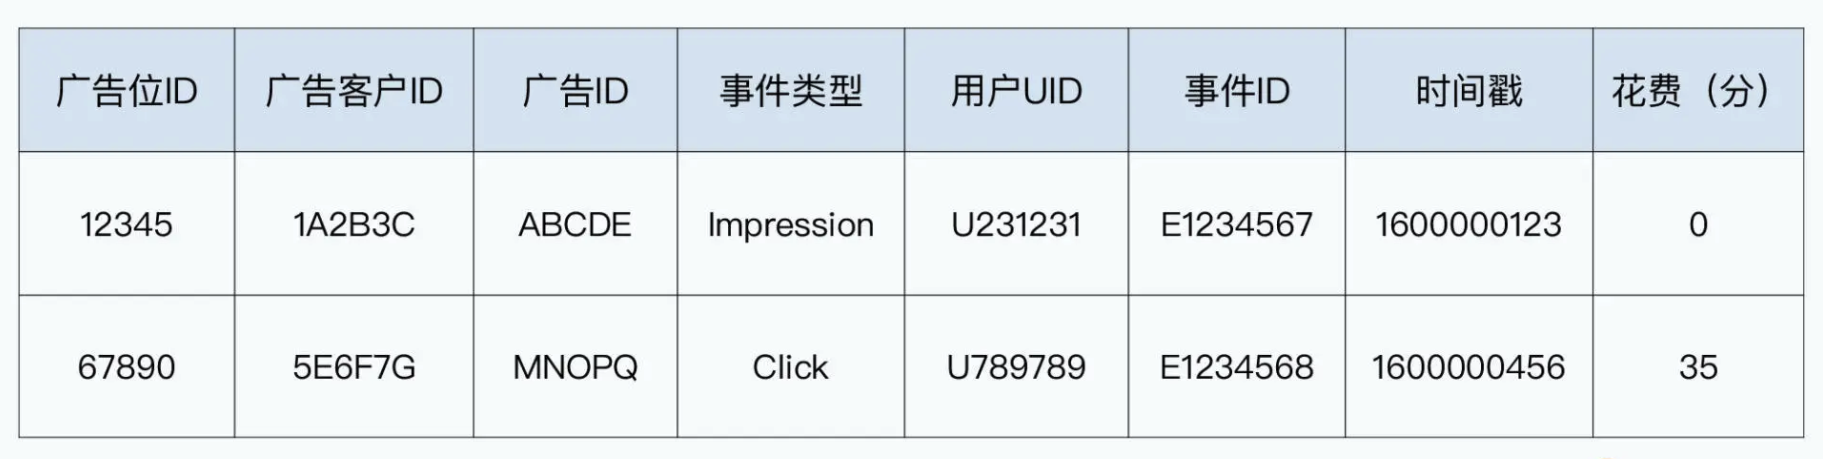 广告位ID 广告客户ID 广告ID 事件类型 用户UID 事件ID 时间戳 花费（分）
12345 1A2B3C ABCDE Impression U231231 E1234567 1600000123 0
67890 5E6F7G MNOPQ Click U789789 E1234568 1600000456 35